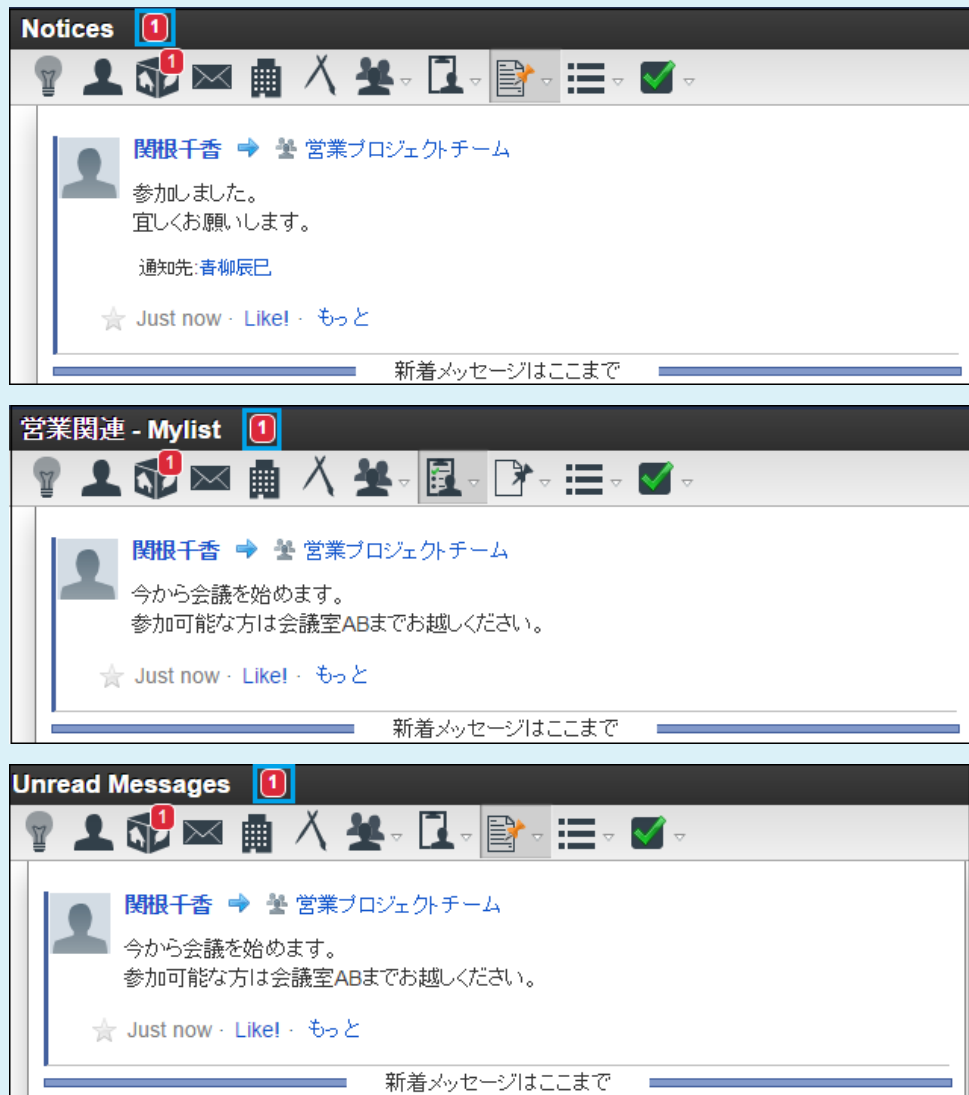 Notices 1
1
関根千香 営業プロジェクトチーム
参加しました。
宜しくお願いします。
通知先:青柳辰巳
Just now · Like! · もっと
新着メッセージはここまで
営業関連 - Mylist 1
1
関根千香 営業プロジェクトチーム
今から会議を始めます。
参加可能な方は会議室ABまでお越しください。
Just now · Like! · もっと
新着メッセージはここまで
Unread Messages 1
1
関根千香 営業プロジェクトチーム
今から会議を始めます。
参加可能な方は会議室ABまでお越しください。
Just now · Like! · もっと
新着メッセージはここまで